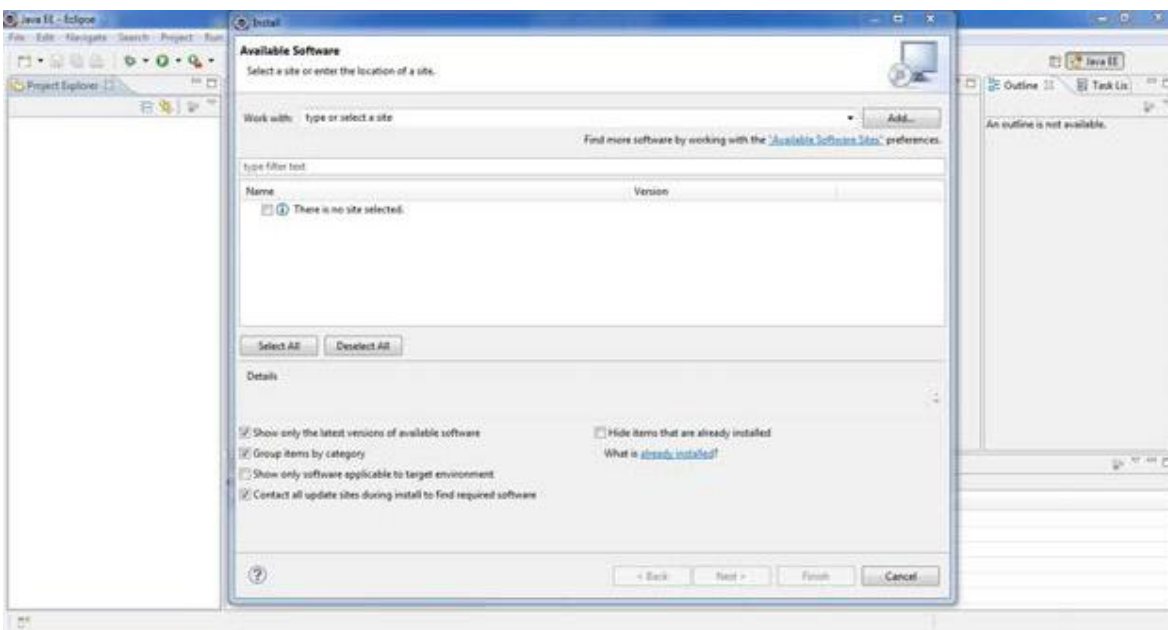 Java EE - Eclipse
File Edit Navigate Search Project Run
Project Explorer
Install
Available Software
Select a site or enter the location of a site.
Work with: type or select a site
Add...
Find more software by working with the "Available Software Sites" preferences.
type filter text
Name Version
There is no site selected.
Select All Deselect All
Details
Show only the latest versions of available software
Hide items that are already installed
Group items by category
What is already installed?
Show only software applicable to target environment
Contact all update sites during install to find required software
< Back Next > Finish Cancel
Java EE
Outline Task Lis
An outline is not available.